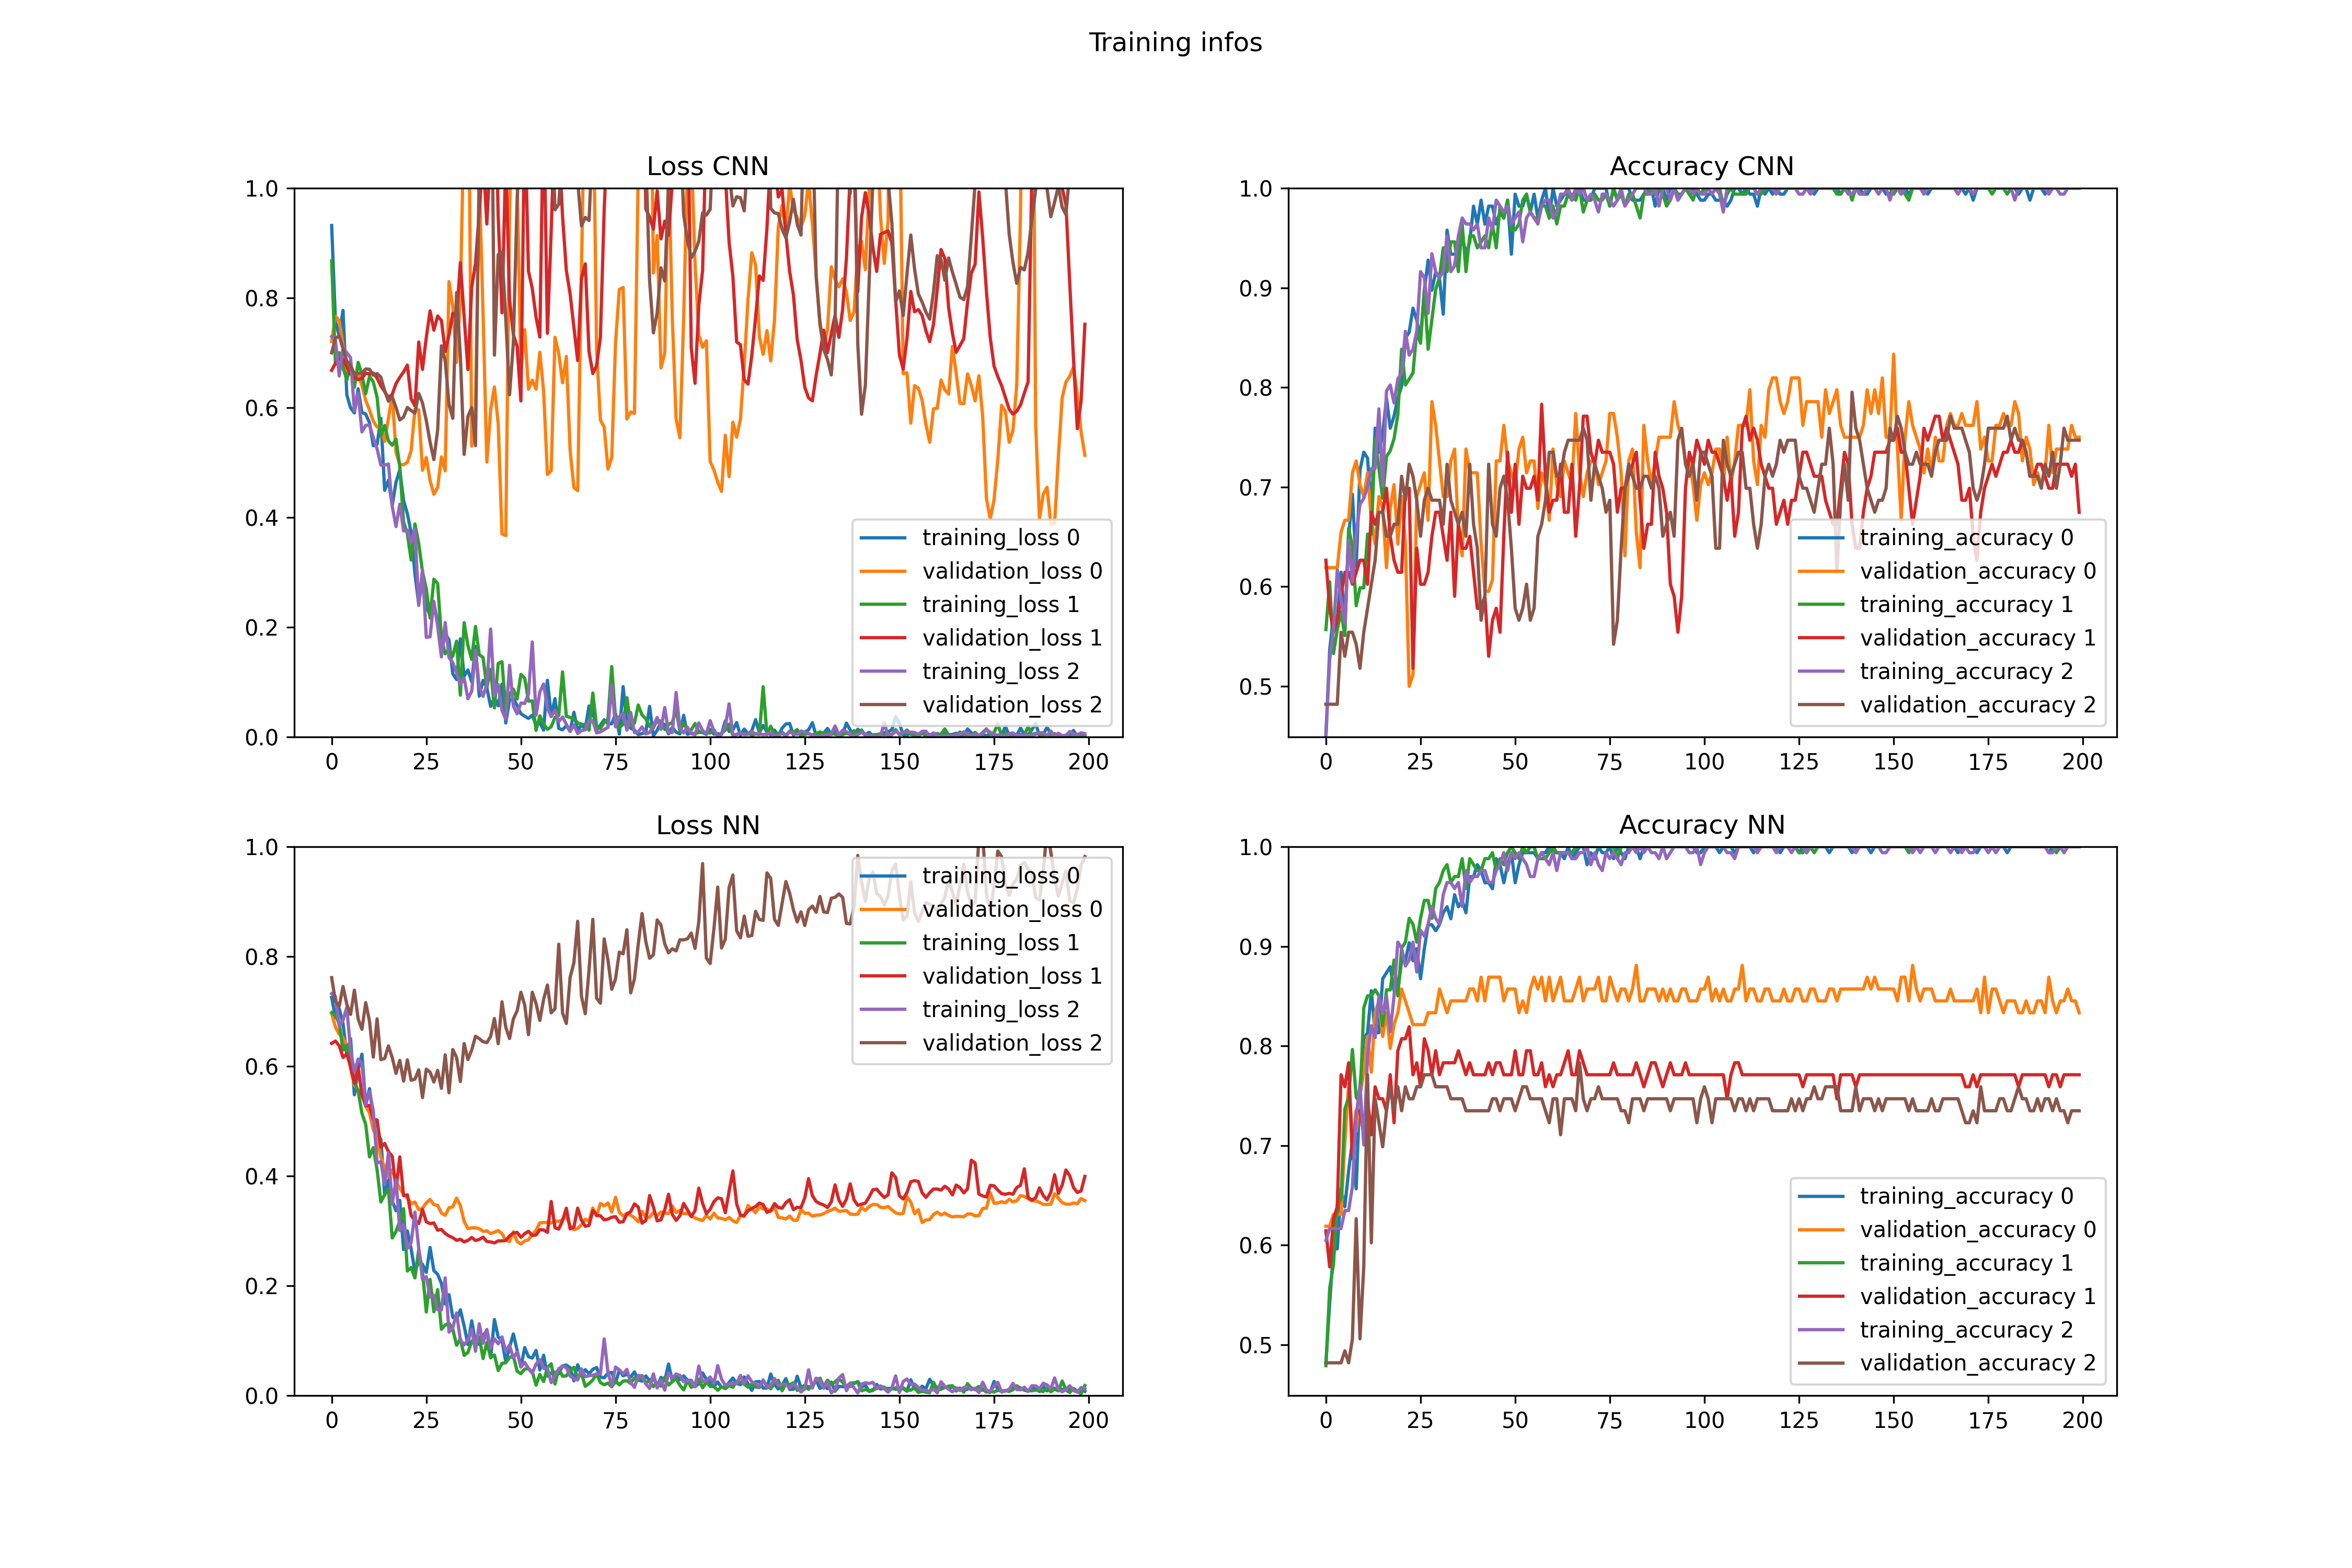 Training infos
Loss CNN
1.0
0.8
0.6
0.4
0.2
0.0
0 25 50 75 100 125 150 175 200
training_loss 0
validation_loss 0
training_loss 1
validation_loss 1
training_loss 2
validation_loss 2
Accuracy CNN
1.0
0.9
0.8
0.7
0.6
0.5
0 25 50 75 100 125 150 175 200
training_accuracy 0
validation_accuracy 0
training_accuracy 1
validation_accuracy 1
training_accuracy 2
validation_accuracy 2
Loss NN
1.0
0.8
0.6
0.4
0.2
0.0
0 25 50 75 100 125 150 175 200
training_loss 0
validation_loss 0
training_loss 1
validation_loss 1
training_loss 2
validation_loss 2
Accuracy NN
1.0
0.9
0.8
0.7
0.6
0.5
0 25 50 75 100 125 150 175 200
training_accuracy 0
validation_accuracy 0
training_accuracy 1
validation_accuracy 1
training_accuracy 2
validation_accuracy 2